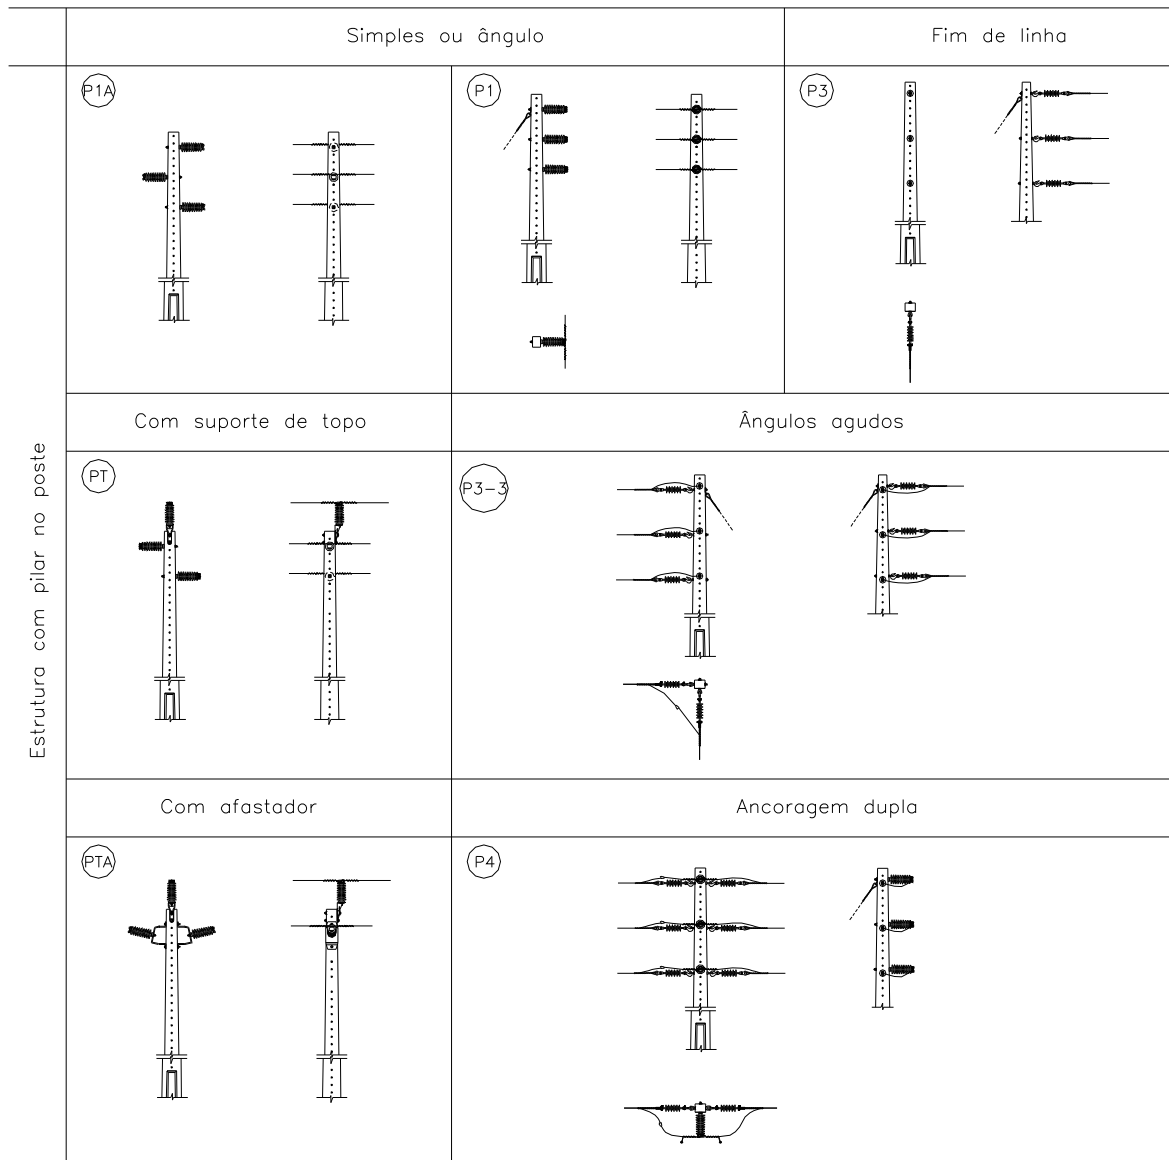 Simples ou ângulo
Fim de linha
P1A
P1
P3
Com suporte de topo
Ângulos agudos
PT
P3-3
Estrutura com pilar no poste
Com afastador
Ancoragem dupla
PTA
P4